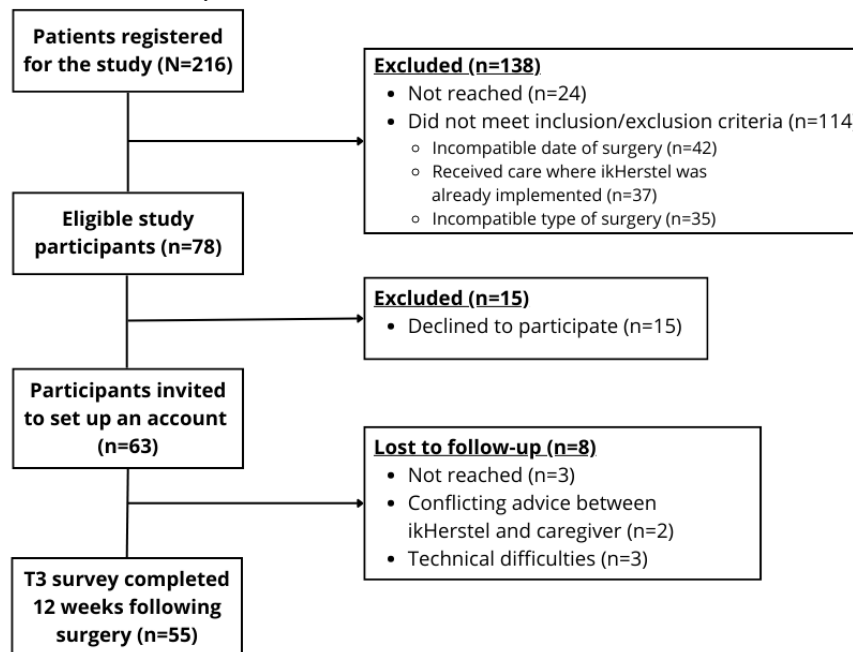 Patients registered
for the study (N=216)
Excluded (n=138)
• Not reached (n=24)
• Did not meet inclusion/exclusion criteria (n=114)
◦ Incompatible date of surgery (n=42)
◦ Received care where ikHerstel was
already implemented (n=37)
◦ Incompatible type of surgery (n=35)
Eligible study
participants (n=78)
Excluded (n=15)
• Declined to participate (n=15)
Participants invited
to set up an account
(n=63)
Lost to follow-up (n=8)
• Not reached (n=3)
• Conflicting advice between
ikHerstel and caregiver (n=2)
• Technical difficulties (n=3)
T3 survey completed
12 weeks following
surgery (n=55)